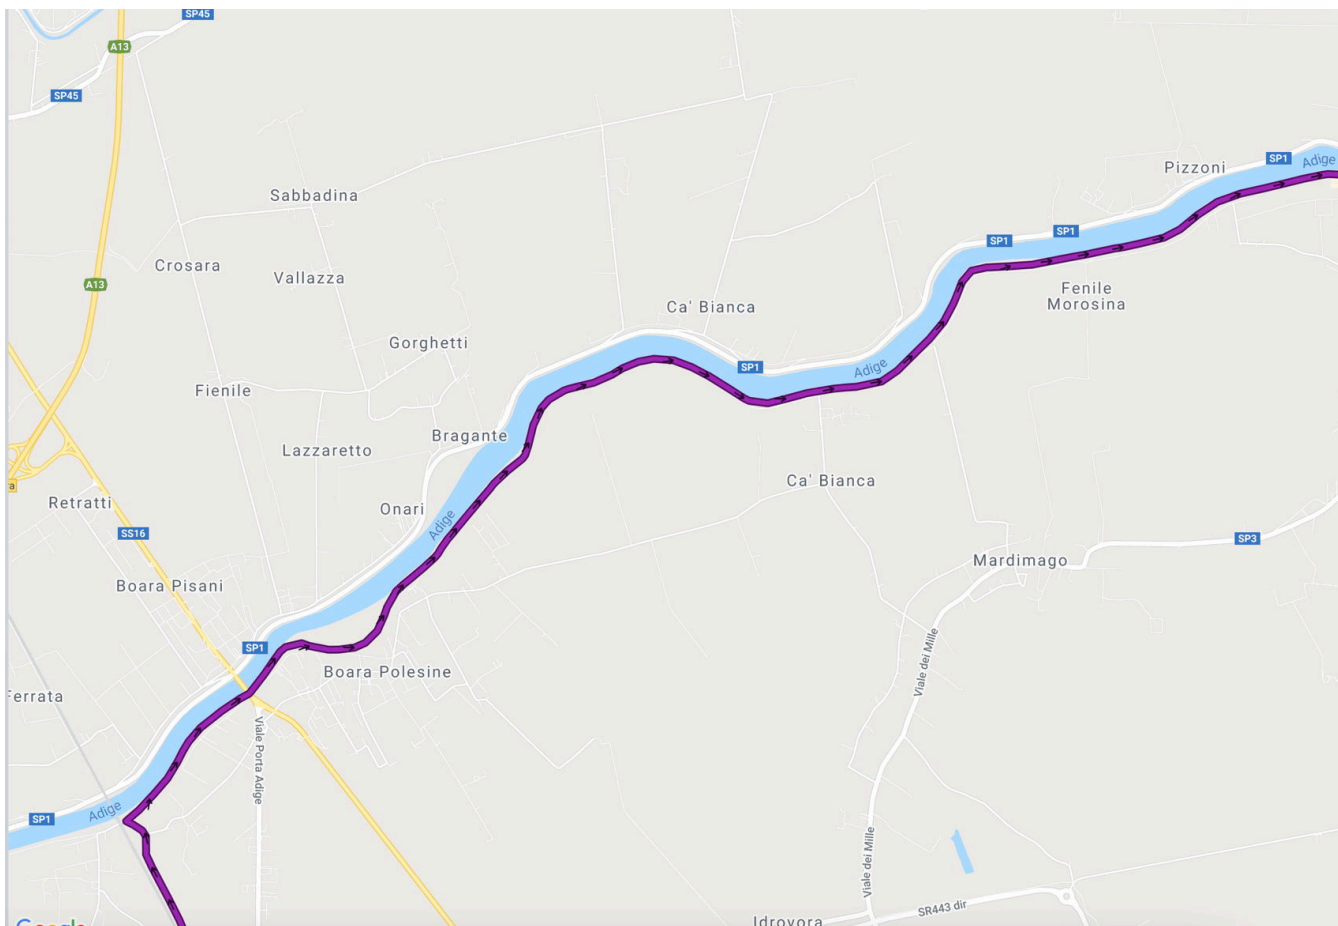 SP45
A13
SP45
Pizzoni
SP1
Adige
Sabbadina
SP1
SP1
Crosara
Vallazza
A13
Fenile
Morosina
Ca' Bianca
Gorghetti
SP1
Adige
Fienile
Bragante
Lazzaretto
Ca' Bianca
Retratti
Onari
Adige
SS16
SP3
Mardimago
Boara Pisani
SP1
Boara Polesine
Viale dei Mille
Ferrata
Viale Porta Adige
Adige
SP1
Viale dei Mille
SR443 dir
Idrovora
Google